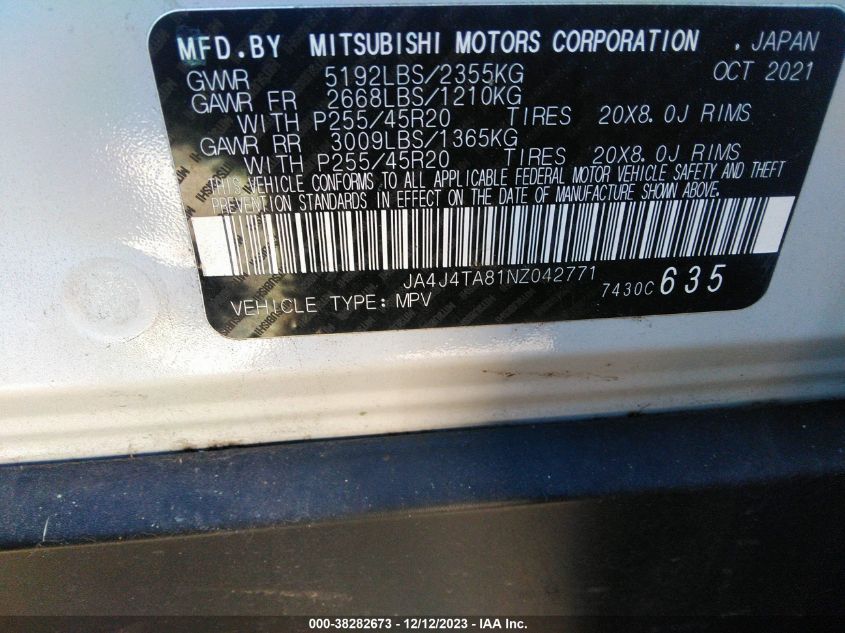 MFD.BY MITSUBISHI MOTORS CORPORATION . JAPAN
GVWR 5192LBS/2355KG OCT 2021
GAWR FR 2668LBS/1210KG
WITH P255/45R20 TIRES 20X8.0J RIMS
GAWR RR 3009LBS/1365KG
WITH P255/45R20 TIRES 20X8.0J RIMS
THIS VEHICLE CONFORMS TO ALL APPLICABLE FEDERAL MOTOR VEHICLE SAFETY AND THEFT
PREVENTION STANDARDS IN EFFECT ON THE DATE OF MANUFACTURE SHOWN ABOVE.
JA4J4TA81NZ042771
VEHICLE TYPE: MPV 7430C 635
000-38282673 - 12/12/2023 - IAA Inc.